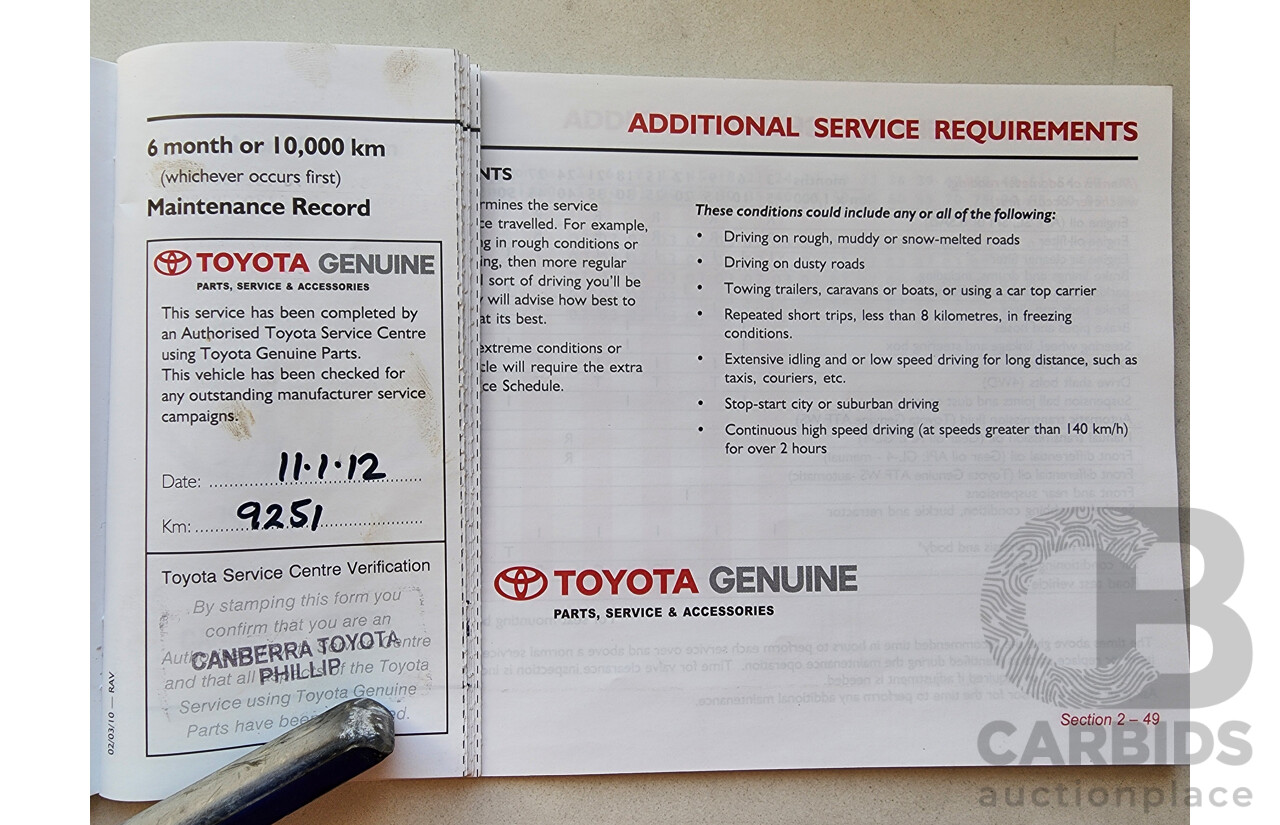 6 month or 10,000 km
(whichever occurs first)
Maintenance Record
TOYOTA GENUINE
PARTS, SERVICE & ACCESSORIES
This service has been completed by
an Authorised Toyota Service Centre
using Toyota Genuine Parts.
This vehicle has been checked for
any outstanding manufacturer service
campaigns.
Date: 11·1·12
Km: 9251
Toyota Service Centre Verification
By stamping this form you
confirm that you are an
Service Centre
CANBERRA TOYOTA
PHILLIP
and that all of the Toyota
Service using Toyota Genuine
Parts have been
02/03/10 — RAV
ADDITIONAL SERVICE REQUIREMENTS
NTS
rmines the service
ce travelled. For example,
g in rough conditions or
ing, then more regular
sort of driving you'll be
will advise how best to
at its best.
extreme conditions or
cle will require the extra
ce Schedule.
These conditions could include any or all of the following:
• Driving on rough, muddy or snow-melted roads
• Driving on dusty roads
• Towing trailers, caravans or boats, or using a car top carrier
• Repeated short trips, less than 8 kilometres, in freezing
conditions.
• Extensive idling and or low speed driving for long distance, such as
taxis, couriers, etc.
• Stop-start city or suburban driving
• Continuous high speed driving (at speeds greater than 140 km/h)
for over 2 hours
TOYOTA GENUINE
PARTS, SERVICE & ACCESSORIES
Section 2 – 49
CB
CARBIDS
auctionplace